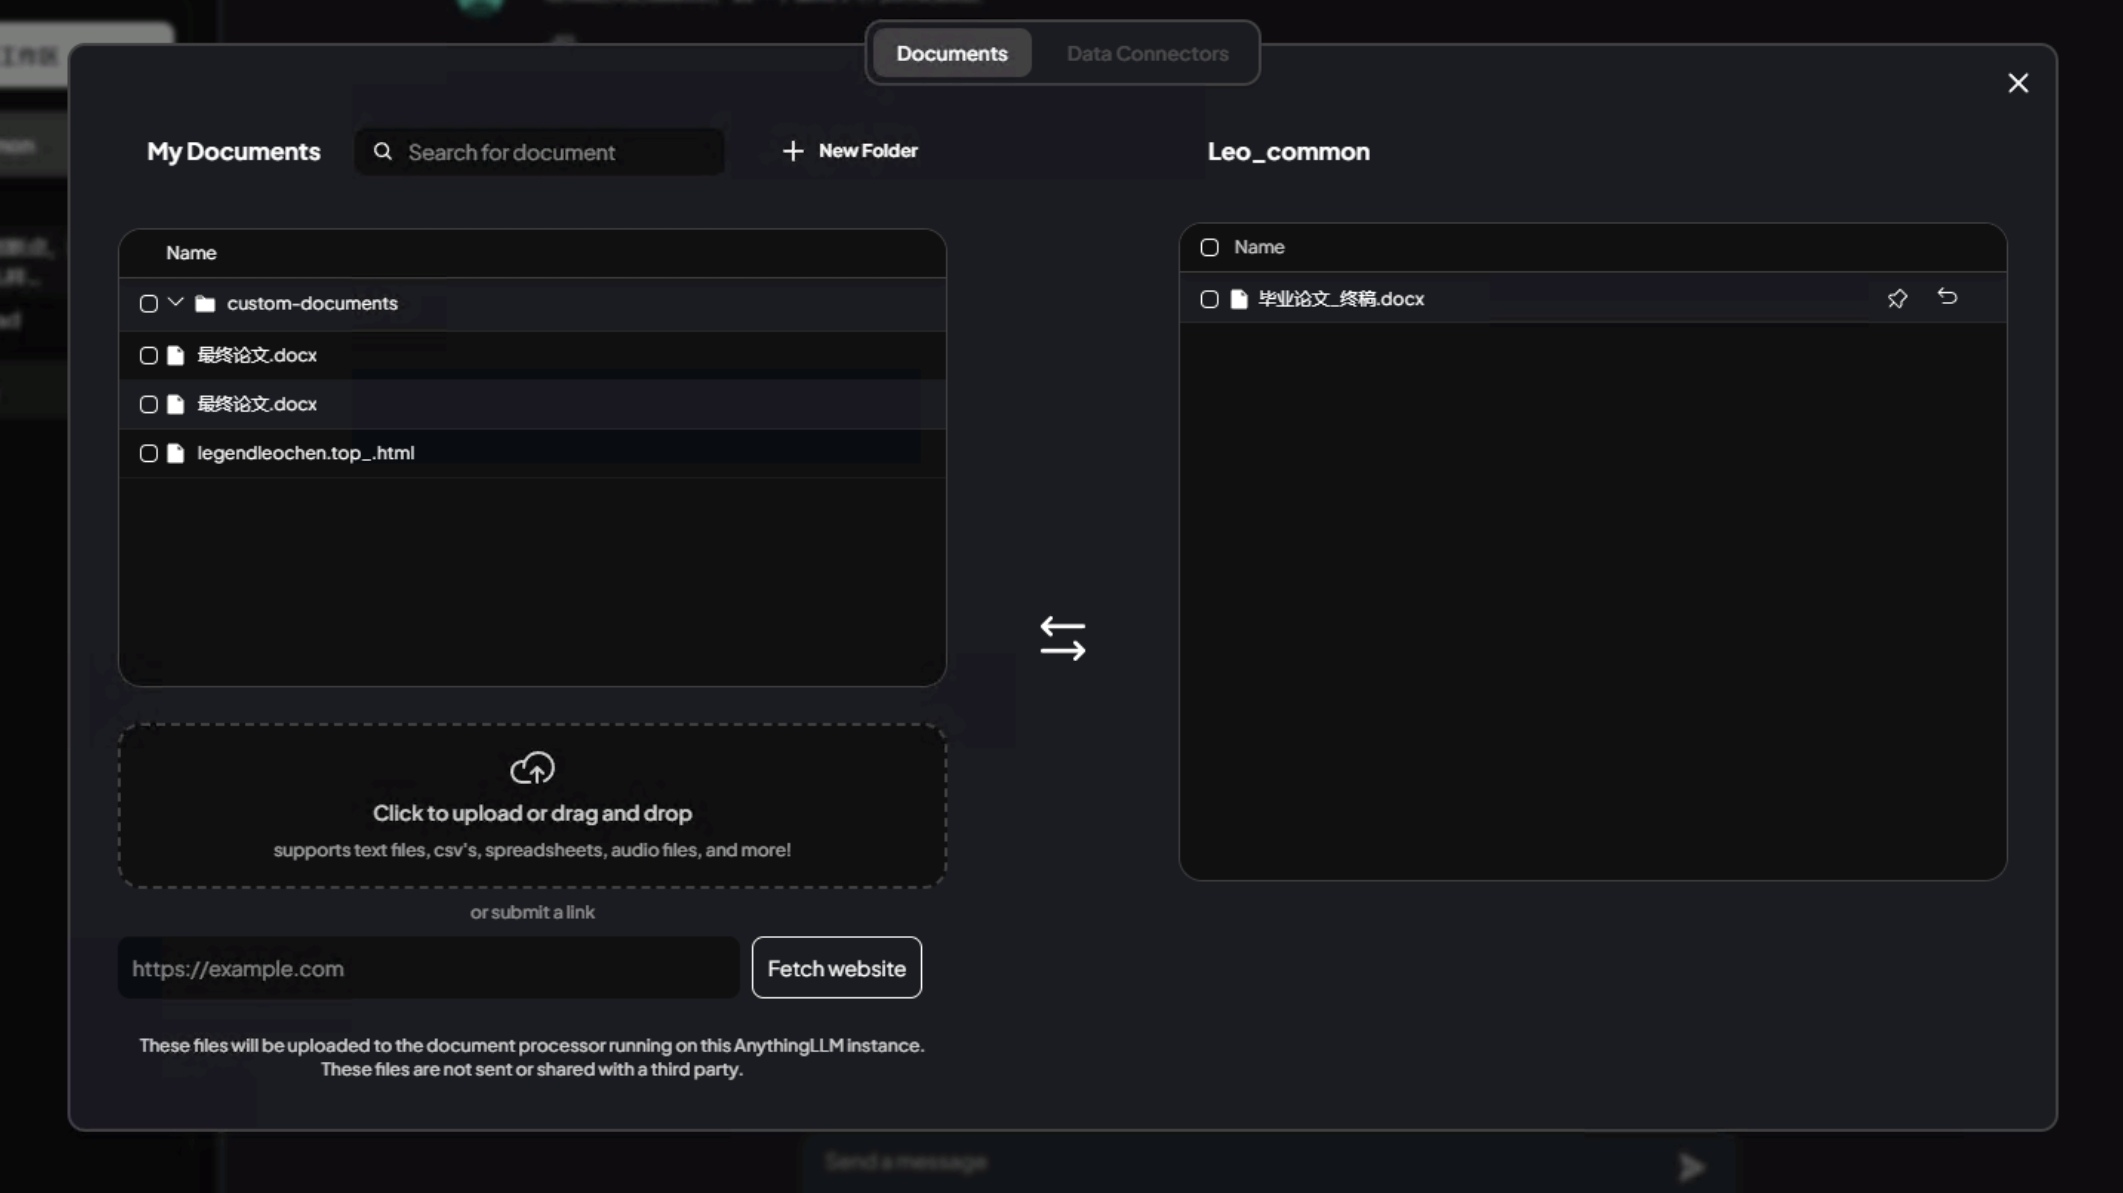 Documents
Data Connectors
My Documents
Search for document
New Folder
Leo_common
Name
custom-documents
最终论文.docx
最终论文.docx
legendleochen.top_.html
Name
毕业论文_终稿.docx
Click to upload or drag and drop
supports text files, csv's, spreadsheets, audio files, and more!
or submit a link
https://example.com
Fetch website
These files will be uploaded to the document processor running on this AnythingLLM instance.
These files are not sent or shared with a third party.
工作区
Send a message